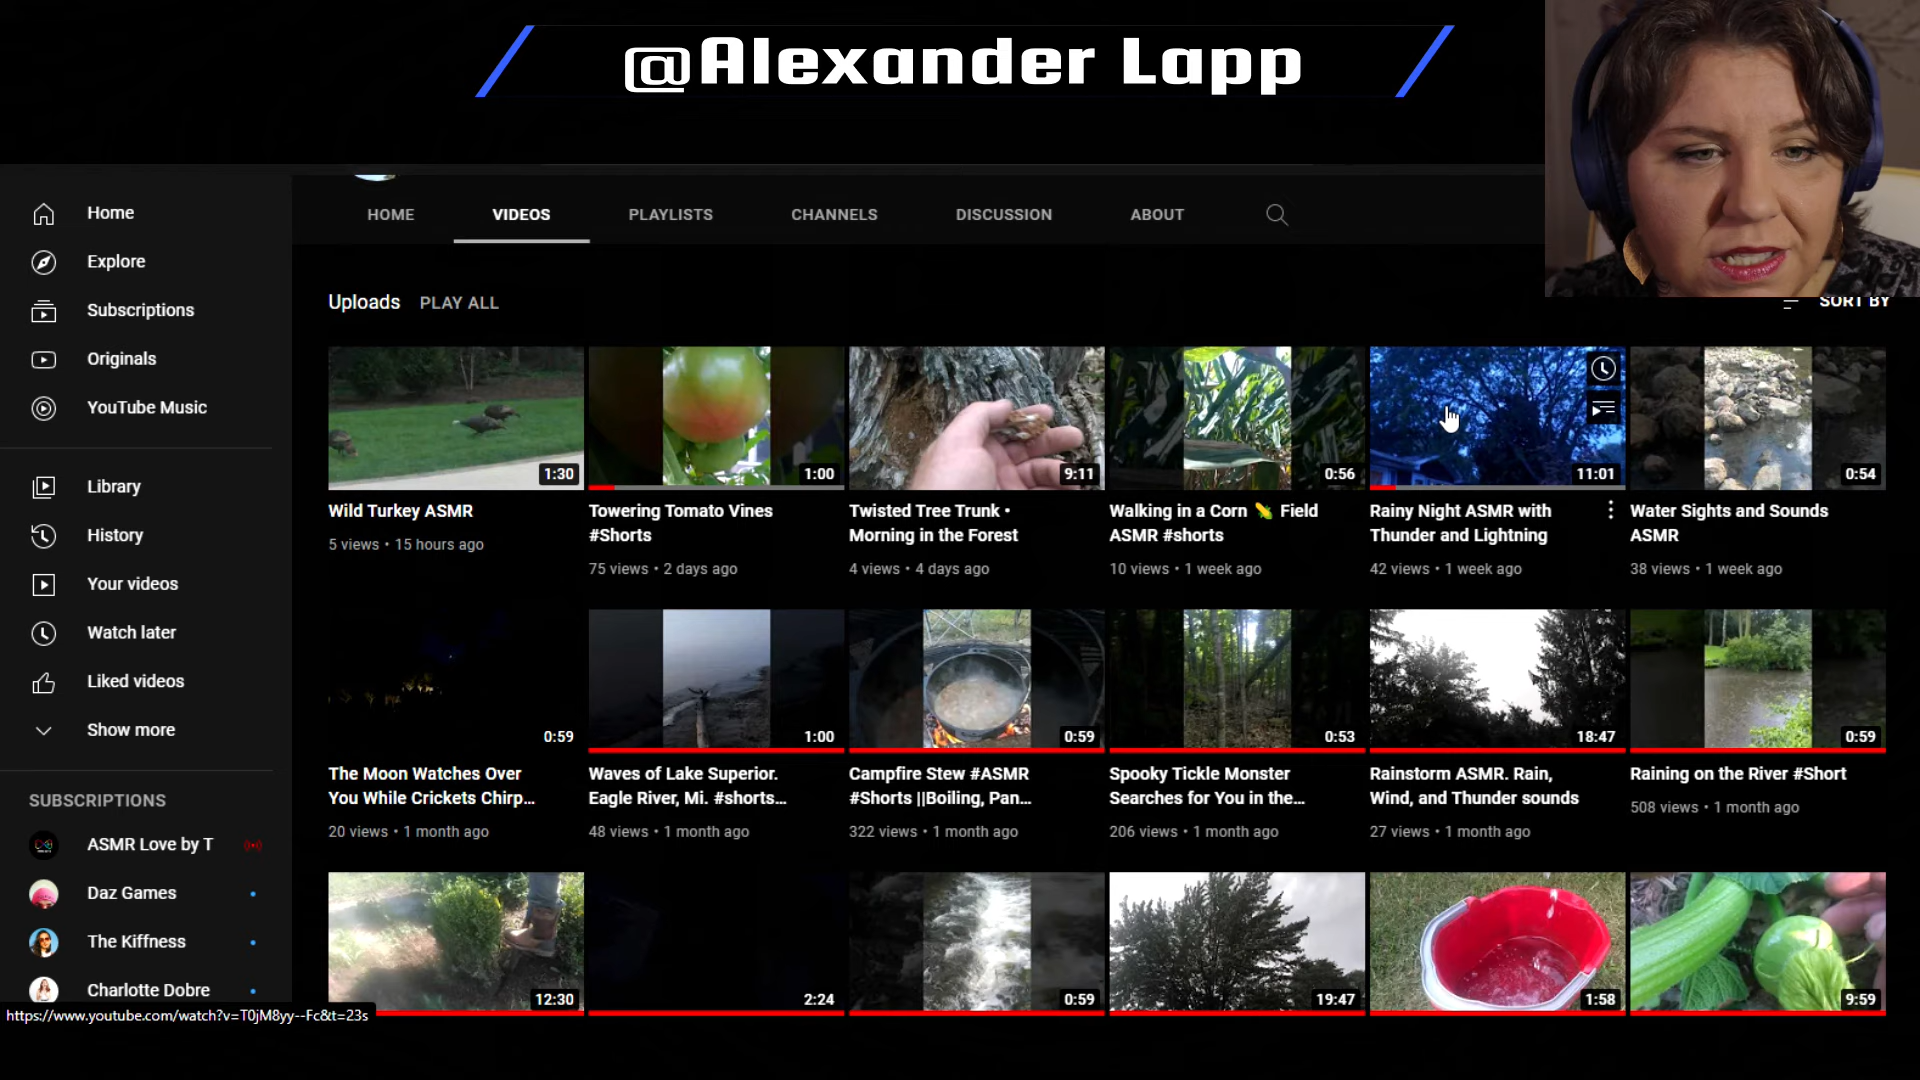 @Alexander Lapp
HOME
VIDEOS
PLAYLISTS
CHANNELS
DISCUSSION
ABOUT
Home
Explore
Subscriptions
Originals
YouTube Music
Library
History
Your videos
Watch later
Liked videos
Show more
SUBSCRIPTIONS
ASMR Love by T
Daz Games
The Kiffness
Charlotte Dobre
https://www.youtube.com/watch?v=T0jM8yy--Fc&t=23s
Uploads PLAY ALL
SORT BY
1:30
Wild Turkey ASMR
5 views • 15 hours ago
1:00
Towering Tomato Vines
#Shorts
75 views • 2 days ago
9:11
Twisted Tree Trunk •
Morning in the Forest
4 views • 4 days ago
0:56
Walking in a Corn 🌽 Field
ASMR #shorts
10 views • 1 week ago
11:01
Rainy Night ASMR with
Thunder and Lightning
42 views • 1 week ago
0:54
Water Sights and Sounds
ASMR
38 views • 1 week ago
0:59
The Moon Watches Over
You While Crickets Chirp...
20 views • 1 month ago
1:00
Waves of Lake Superior.
Eagle River, Mi. #shorts...
48 views • 1 month ago
0:59
Campfire Stew #ASMR
#Shorts ||Boiling, Pan...
322 views • 1 month ago
0:53
Spooky Tickle Monster
Searches for You in the...
206 views • 1 month ago
18:47
Rainstorm ASMR. Rain,
Wind, and Thunder sounds
27 views • 1 month ago
0:59
Raining on the River #Short
508 views • 1 month ago
12:30
2:24
0:59
19:47
1:58
9:59